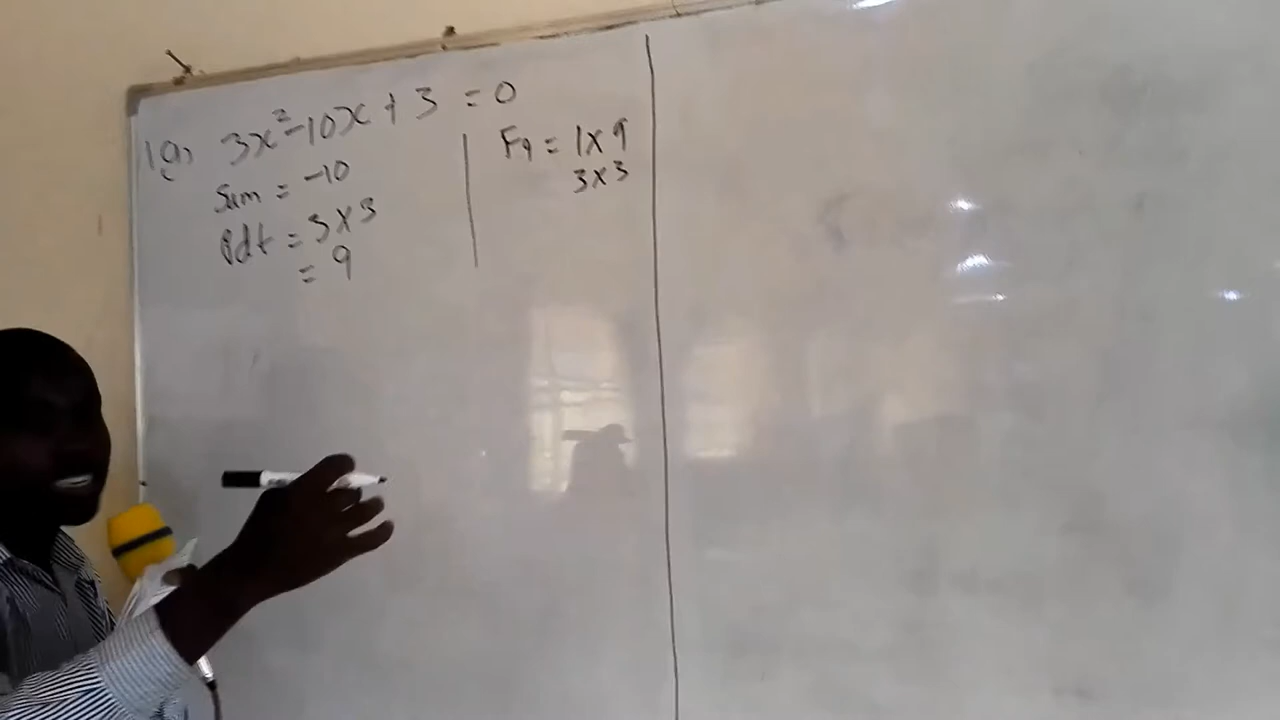 1a) 3x²-10x + 3 = 0
Sum = -10
Pdt = 3 x 3
= 9
F9 = 1 x 9
3 x 3